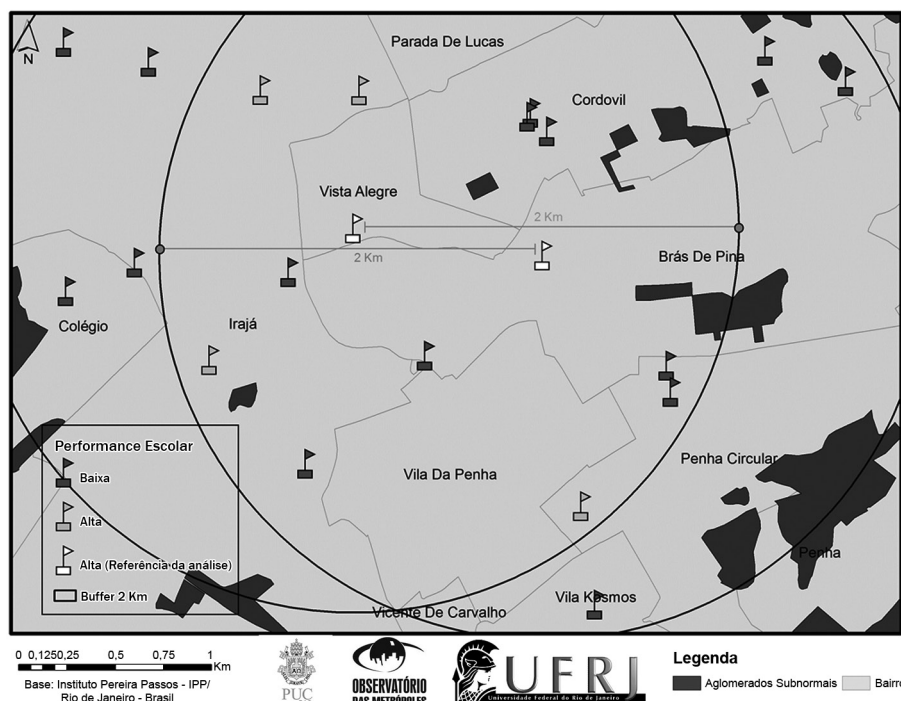 Parada De Lucas
N
Cordovil
Vista Alegre
2 Km
2 Km
Brás De Pina
Colégio
Irajá
Performance Escolar
Baixa
Alta
Alta (Referência da análise)
Buffer 2 Km
Vila Da Penha
Penha Circular
Penha
Vila Kosmos
Vicente De Carvalho
0 0,1250,25 0,5 0,75 1
Km
Base: Instituto Pereira Passos - IPP/
Rio de Janeiro - Brasil
PUC
OBSERVATÓRIO
DAS METRÓPOLES
UFRJ
Universidade Federal do Rio de Janeiro
Legenda
Aglomerados Subnormais
Bairro